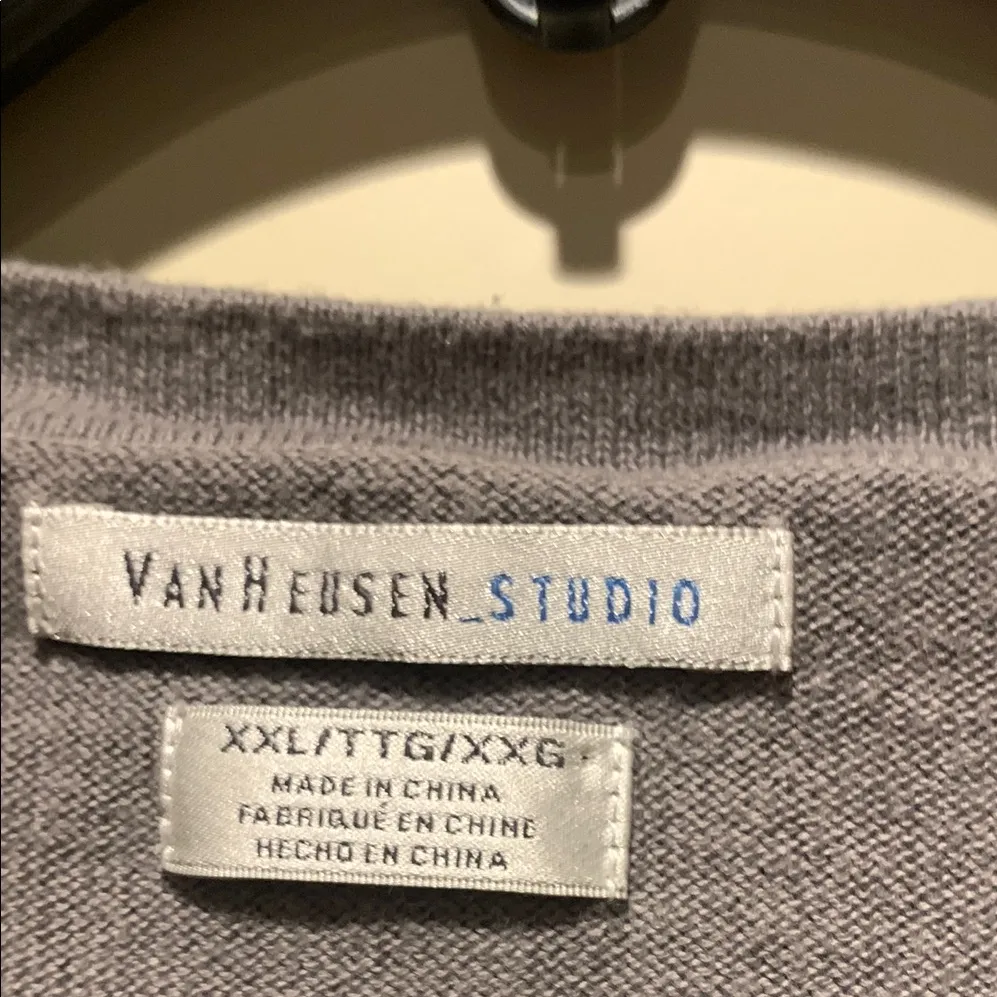 VAN HEUSEN_STUDIO
XXL/TTG/XXG
MADE IN CHINA
FABRIQUÉ EN CHINE
HECHO EN CHINA